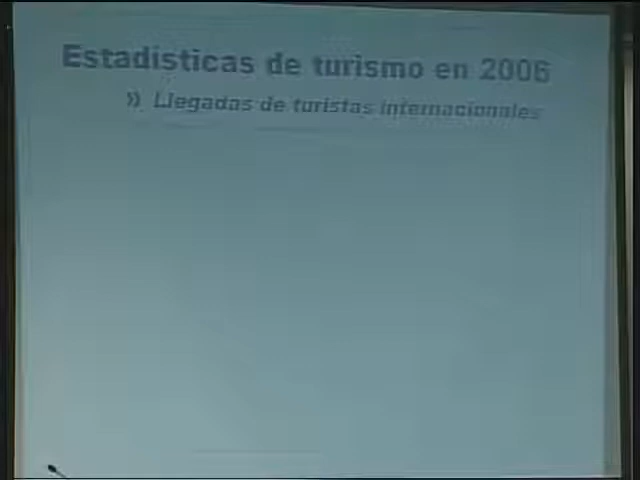 Estadísticas de turismo en 2006
» Llegadas de turistas internacionales